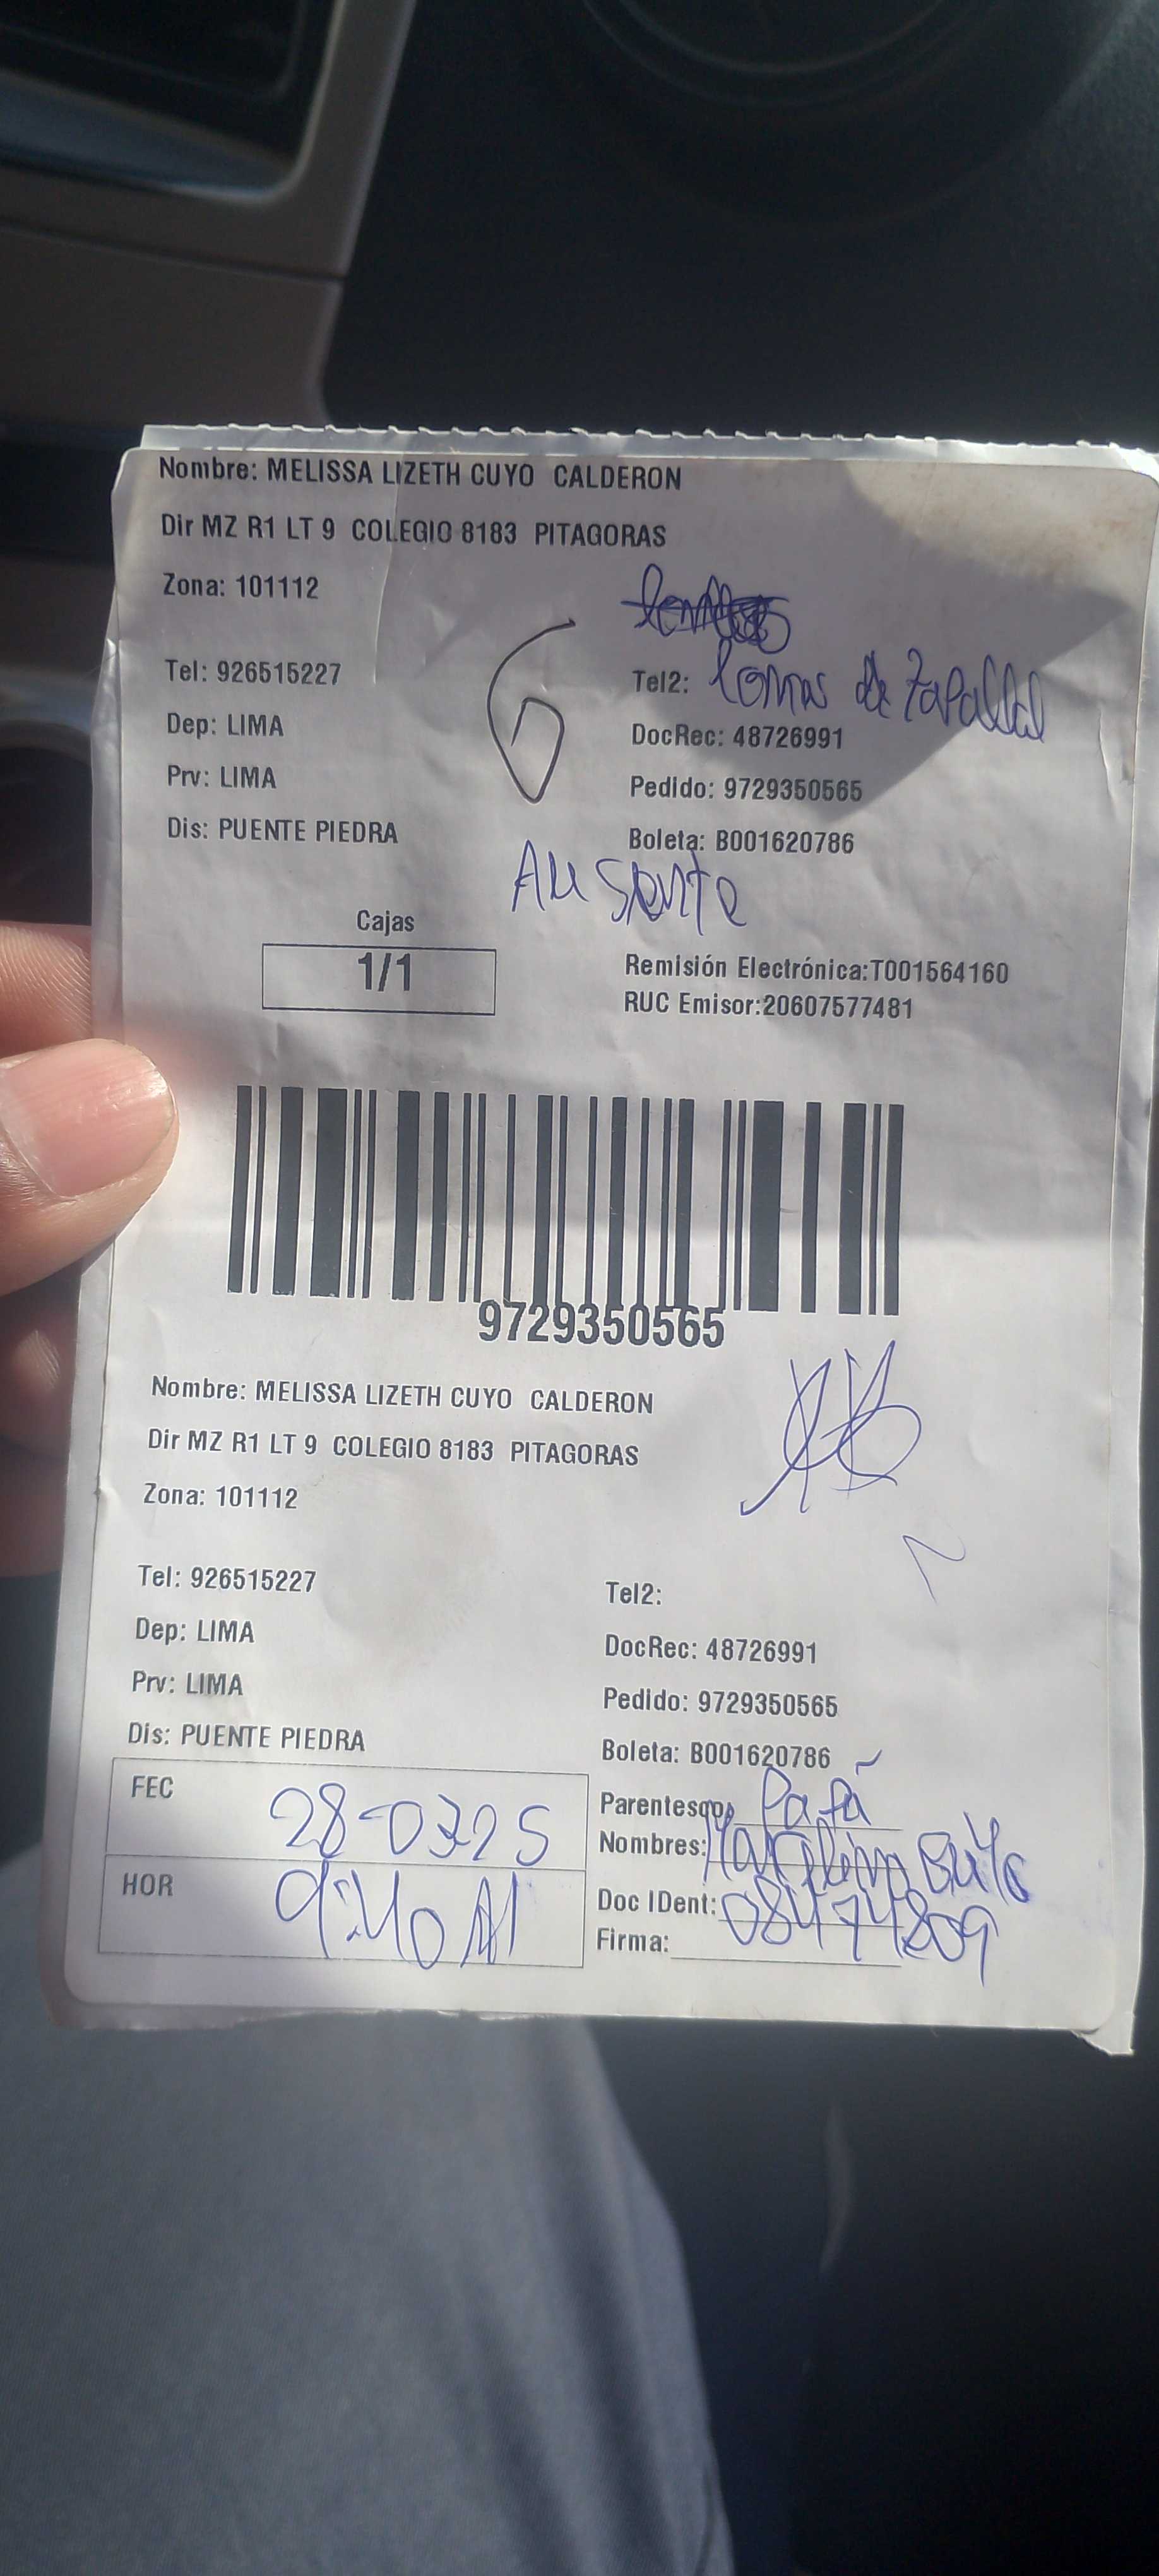 Nombre: MELISSA LIZETH CUYO CALDERON
Dir MZ R1 LT 9 COLEGIO 8183 PITAGORAS
Zona: 101112
Tel: 926515227
Tel2: Lomas de Zapallal
Dep: LIMA
DocRec: 48726991
Prv: LIMA
Pedido: 9729350565
Dis: PUENTE PIEDRA
Boleta: B001620786
6
Ausente
Cajas
1/1
Remisión Electrónica:T001564160
RUC Emisor:20607577481
9729350565
Nombre: MELISSA LIZETH CUYO CALDERON
Dir MZ R1 LT 9 COLEGIO 8183 PITAGORAS
Zona: 101112
Tel: 926515227
Tel2:
Dep: LIMA
DocRec: 48726991
Prv: LIMA
Pedido: 9729350565
Dis: PUENTE PIEDRA
Boleta: B001620786
FEC 28-03-25
Parentesco: Papá
Nombres:
HOR 9:40 AM
Doc IDent: 08474809
Firma: